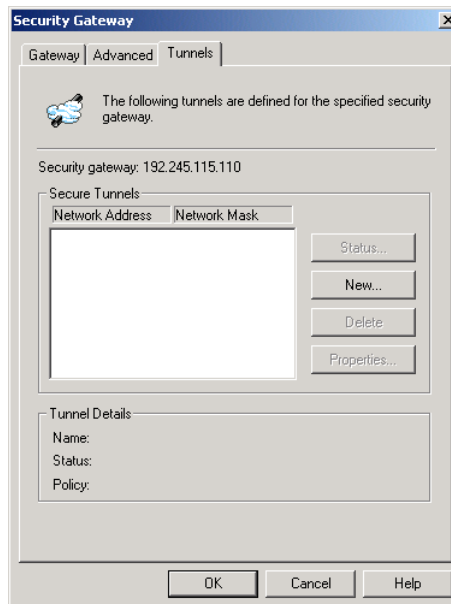 Security Gateway
Gateway Advanced Tunnels
The following tunnels are defined for the specified security
gateway.
Security gateway: 192.245.115.110
Secure Tunnels
Network Address Network Mask
Status...
New...
Delete
Properties...
Tunnel Details
Name:
Status:
Policy:
OK Cancel Help